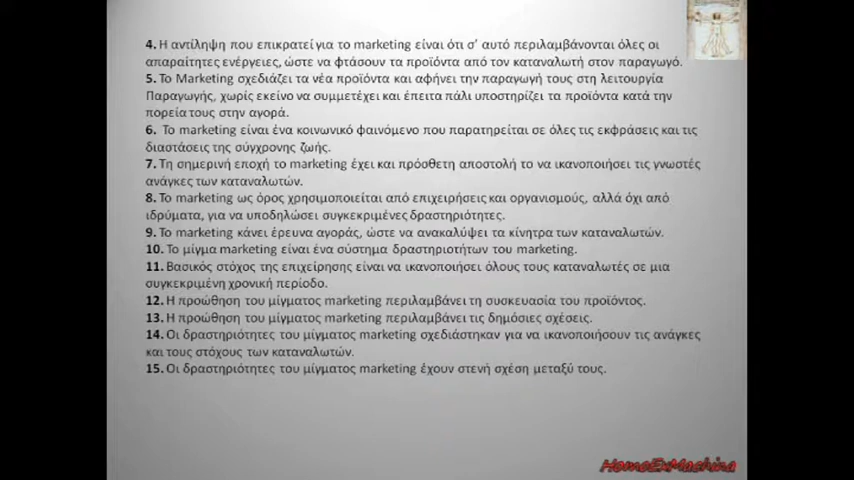 4. Η αντίληψη που επικρατεί για το marketing είναι ότι σ' αυτό περιλαμβάνονται όλες οι
απαραίτητες ενέργειες, ώστε να φτάσουν τα προϊόντα από τον καταναλωτή στον παραγωγό.
5. Το Marketing σχεδιάζει τα νέα προϊόντα και αφήνει την παραγωγή τους στη λειτουργία
Παραγωγής, χωρίς εκείνο να συμμετέχει και έπειτα πάλι υποστηρίζει τα προϊόντα κατά την
πορεία τους στην αγορά.
6. Το marketing είναι ένα κοινωνικό φαινόμενο που παρατηρείται σε όλες τις εκφράσεις και τις
διαστάσεις της σύγχρονης ζωής.
7. Τη σημερινή εποχή το marketing έχει και πρόσθετη αποστολή το να ικανοποιήσει τις γνωστές
ανάγκες των καταναλωτών.
8. Το marketing ως όρος χρησιμοποιείται από επιχειρήσεις και οργανισμούς, αλλά όχι από
ιδρύματα, για να υποδηλώσει συγκεκριμένες δραστηριότητες.
9. Το marketing κάνει έρευνα αγοράς, ώστε να ανακαλύψει τα κίνητρα των καταναλωτών.
10. Το μίγμα marketing είναι ένα σύστημα δραστηριοτήτων του marketing.
11. Βασικός στόχος της επιχείρησης είναι να ικανοποιήσει όλους τους καταναλωτές σε μια
συγκεκριμένη χρονική περίοδο.
12. Η προώθηση του μίγματος marketing περιλαμβάνει τη συσκευασία του προϊόντος.
13. Η προώθηση του μίγματος marketing περιλαμβάνει τις δημόσιες σχέσεις.
14. Οι δραστηριότητες του μίγματος marketing σχεδιάστηκαν για να ικανοποιήσουν τις ανάγκες
και τους στόχους των καταναλωτών.
15. Οι δραστηριότητες του μίγματος marketing έχουν στενή σχέση μεταξύ τους.
HomoExMachina